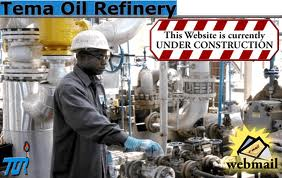 Tema Oil Refinery
This Website is currently
UNDER CONSTRUCTION
TOR
webmail